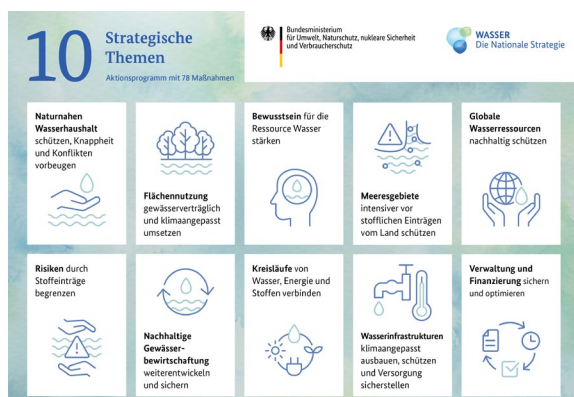 10 Strategische
Themen
Aktionsprogramm mit 78 Maßnahmen
Bundesministerium
für Umwelt, Naturschutz, nukleare Sicherheit
und Verbraucherschutz
WASSER
Die Nationale Strategie
Naturnahen
Wasserhaushalt
schützen, Knappheit
und Konflikten
vorbeugen
Flächennutzung
gewässerverträglich
und klimaangepasst
umsetzen
Bewusstsein für die
Ressource Wasser
stärken
Meeresgebiete
intensiver vor
stofflichen Einträgen
vom Land schützen
Globale
Wasserressourcen
nachhaltig schützen
Risiken durch
Stoffeinträge
begrenzen
Nachhaltige
Gewässer-
bewirtschaftung
weiterentwickeln
und sichern
Kreisläufe von
Wasser, Energie und
Stoffen verbinden
Wasserinfrastrukturen
klimaangepasst
ausbauen, schützen
und Versorgung
sicherstellen
Verwaltung und
Finanzierung sichern
und optimieren